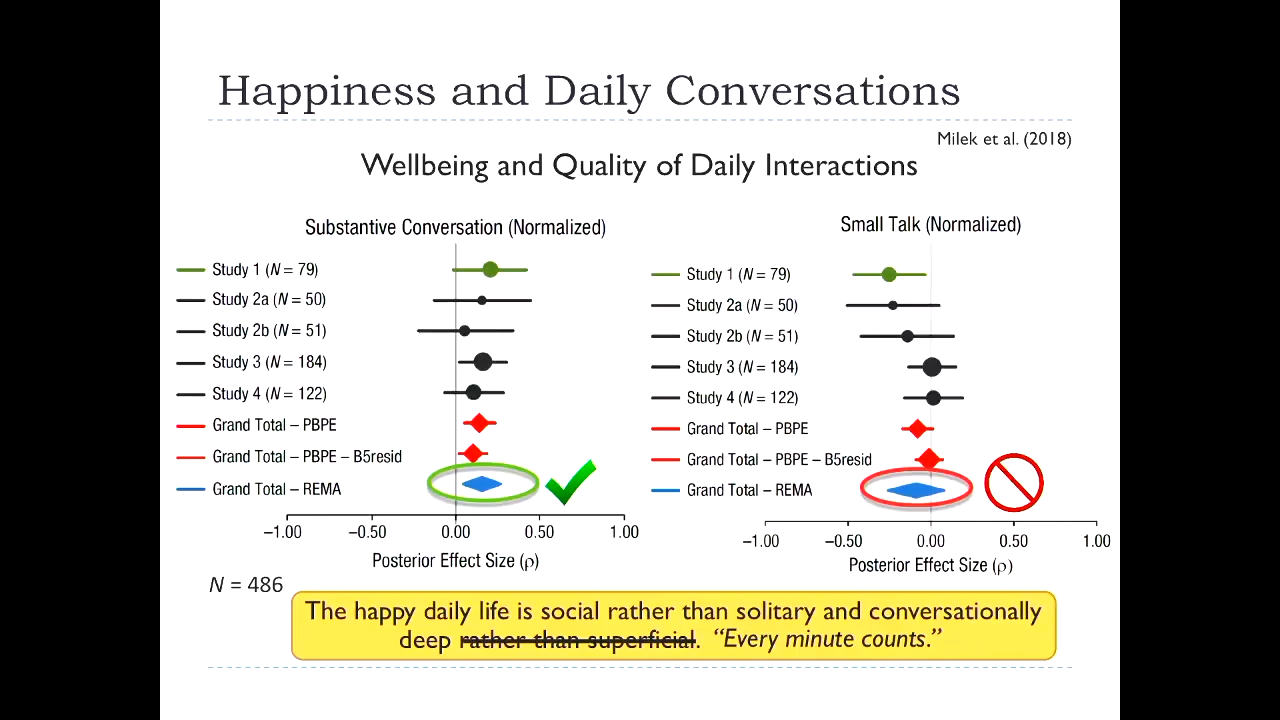 Happiness and Daily Conversations
Milek et al. (2018)
Wellbeing and Quality of Daily Interactions
Substantive Conversation (Normalized)
Study 1 (N = 79)
Study 2a (N = 50)
Study 2b (N = 51)
Study 3 (N = 184)
Study 4 (N = 122)
Grand Total – PBPE
Grand Total – PBPE – B5resid
Grand Total – REMA
−1.00 −0.50 0.00 0.50 1.00
Posterior Effect Size (ρ)
Small Talk (Normalized)
Study 1 (N = 79)
Study 2a (N = 50)
Study 2b (N = 51)
Study 3 (N = 184)
Study 4 (N = 122)
Grand Total – PBPE
Grand Total – PBPE – B5resid
Grand Total – REMA
−1.00 −0.50 0.00 0.50 1.00
Posterior Effect Size (ρ)
N = 486
The happy daily life is social rather than solitary and conversationally
deep rather than superficial. “Every minute counts.”